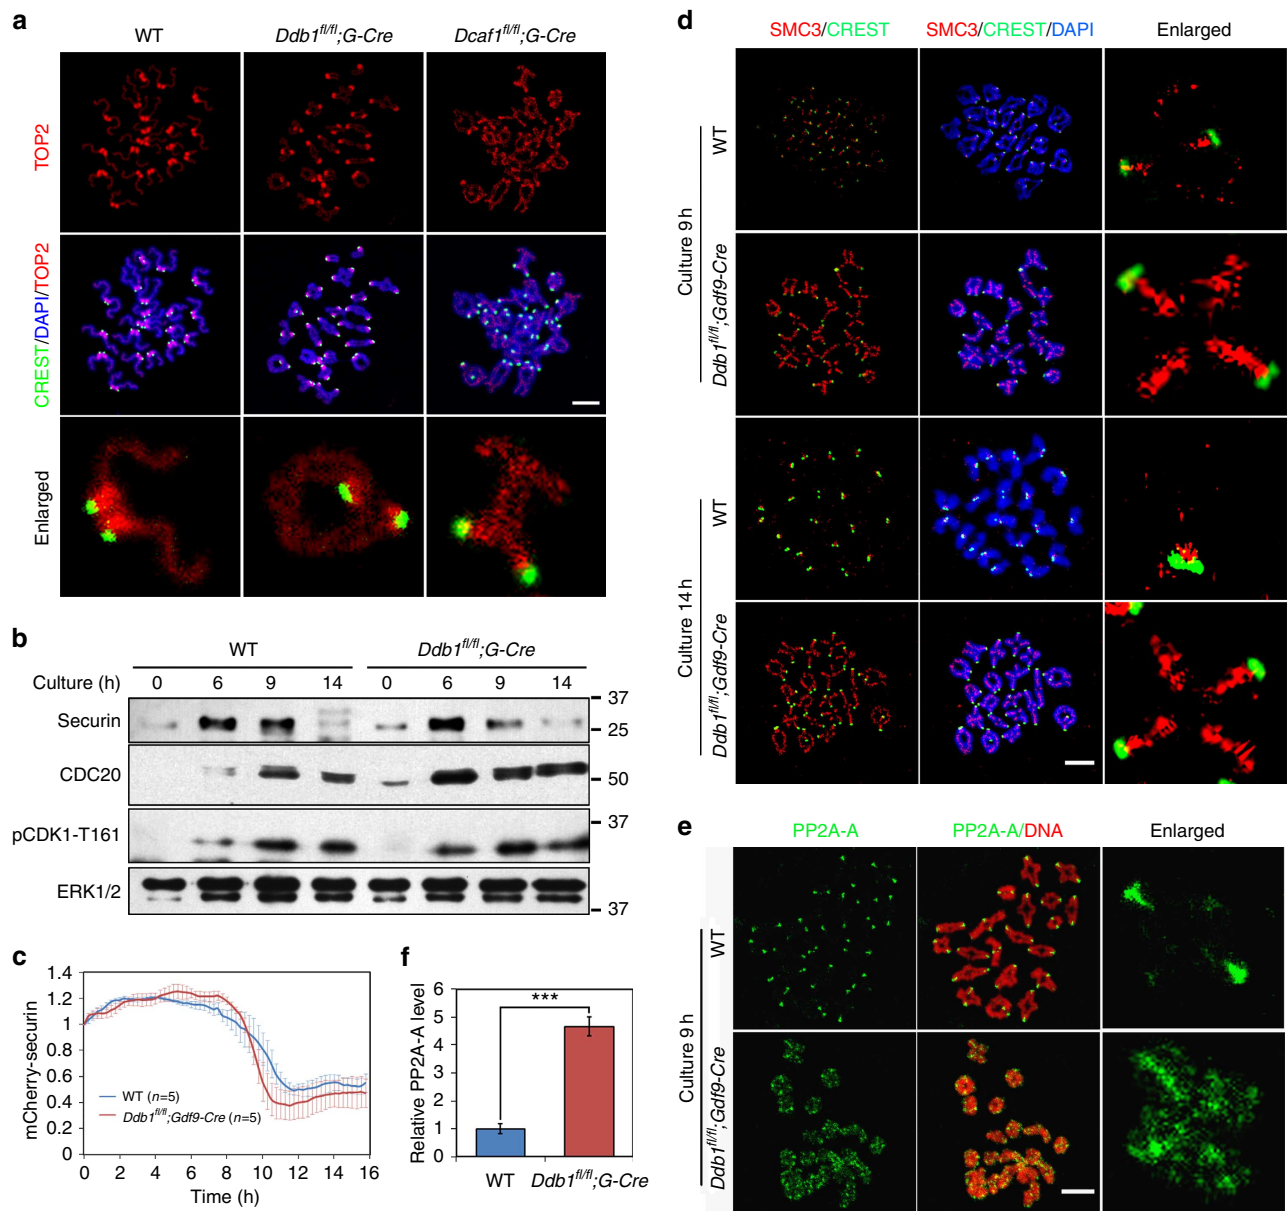 a
WT
Ddb1fl/fl;G-Cre
Dcaf1fl/fl;G-Cre
TOP2
CREST/DAPI/TOP2
Enlarged
b
WT
Ddb1fl/fl;G-Cre
Culture (h) 0 6 9 14 0 6 9 14
37
Securin
25
CDC20
50
37
pCDK1-T161
ERK1/2
37
c
1.4
1.2
1
0.8
0.6
0.4
0.2
0
mCherry-securin
WT (n=5)
Ddb1fl/fl;Gdf9-Cre (n=5)
0 2 4 6 8 10 12 14 16
Time (h)
f
6
5
4
3
2
1
0
Relative PP2A-A level
***
WT Ddb1fl/fl;G-Cre
d
SMC3/CREST
SMC3/CREST/DAPI
Enlarged
Culture 9 h
WT
Ddb1fl/fl;Gdf9-Cre
Culture 14 h
WT
Ddb1fl/fl;Gdf9-Cre
e
PP2A-A
PP2A-A/DNA
Enlarged
Culture 9 h
WT
Ddb1fl/fl;Gdf9-Cre